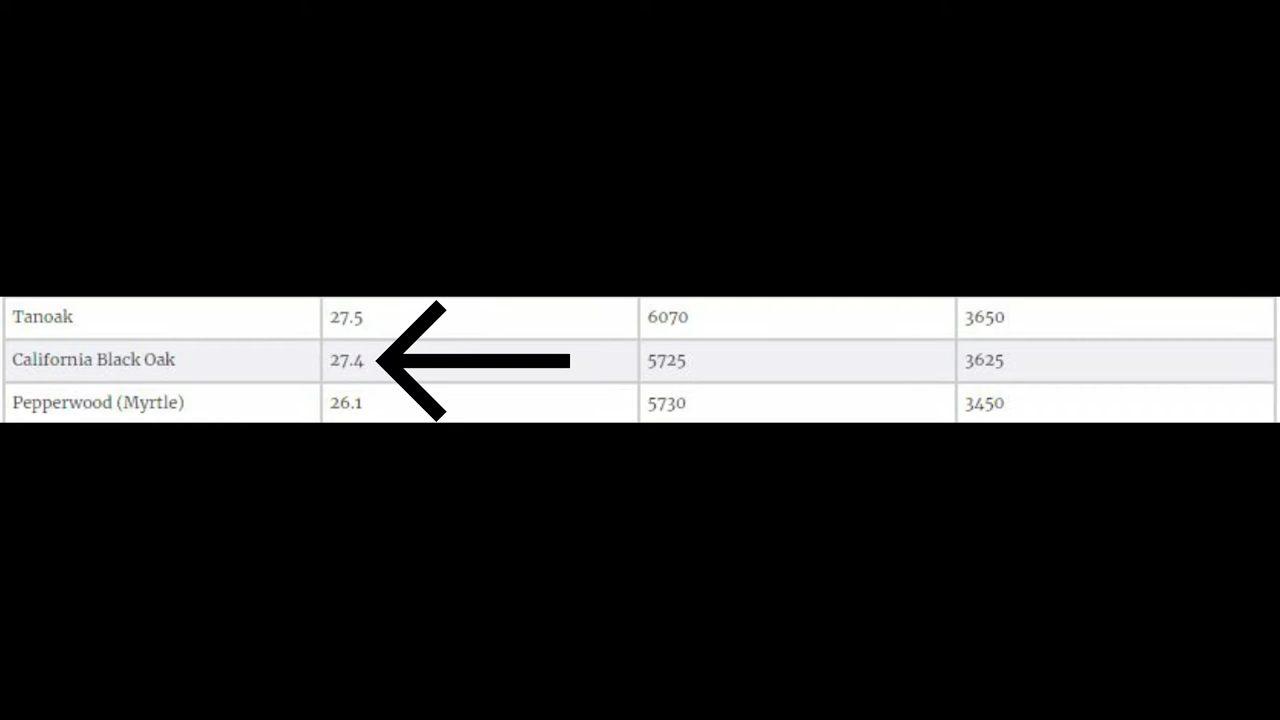 Tanoak 27.5 6070 3650
California Black Oak 27.4 5725 3625
Pepperwood (Myrtle) 26.1 5730 3450